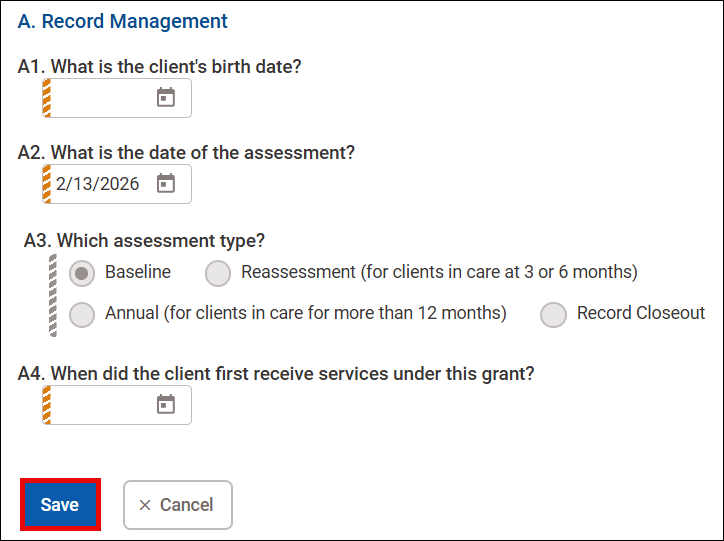 A. Record Management
A1. What is the client's birth date?
A2. What is the date of the assessment?
2/13/2026
A3. Which assessment type?
Baseline
Reassessment (for clients in care at 3 or 6 months)
Annual (for clients in care for more than 12 months)
Record Closeout
A4. When did the client first receive services under this grant?
Save
× Cancel